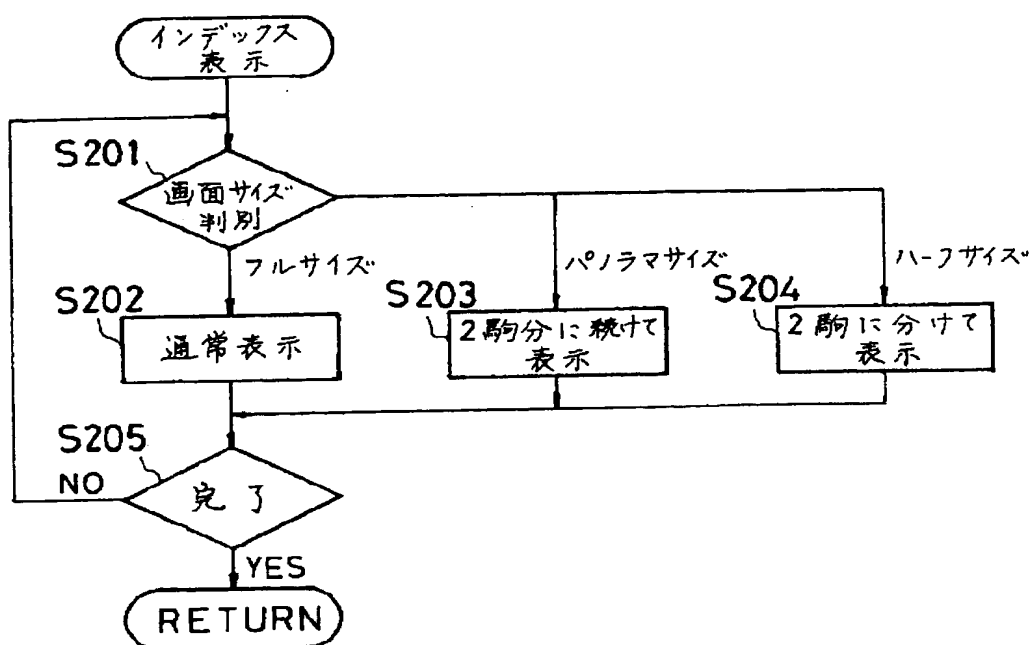 インデックス
表示
S201
画面サイズ
判別
フルサイズ
パノラマサイズ
ハーフサイズ
S202
通常表示
S203
2駒分に続けて
表示
S204
2駒に分けて
表示
S205
NO
完了
YES
RETURN